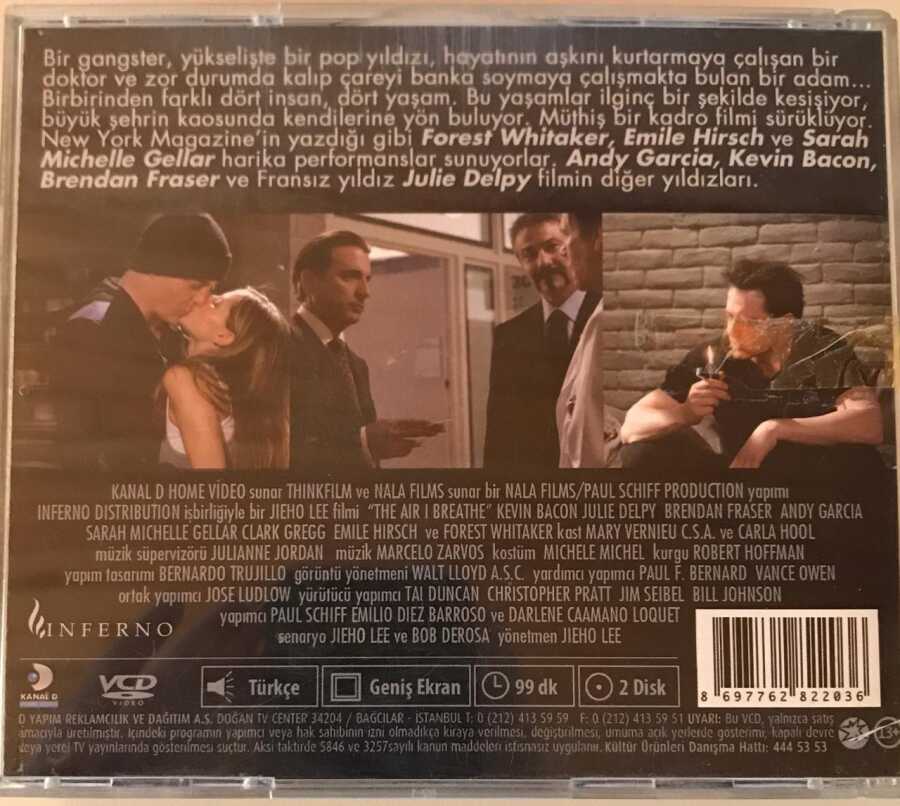 Bir gangster, yükselişte bir pop yıldızı, hayatının aşkını kurtarmaya çalışan bir
doktor ve zor durumda kalıp çareyi banka soymaya çalışmakta bulan bir adam...
Birbirinden farklı dört insan, dört yaşam. Bu yaşamlar ilginç bir şekilde kesişiyor,
büyük şehrin kaosunda kendilerine yön buluyor. Müthiş bir kadro filmi sürüklüyor.
New York Magazine'in yazdığı gibi Forest Whitaker, Emile Hirsch ve Sarah
Michelle Gellar harika performanslar sunuyorlar. Andy Garcia, Kevin Bacon,
Brendan Fraser ve Fransız yıldız Julie Delpy filmin diğer yıldızları.
KANAL D HOME VİDEO sunar THINKFILM ve NALA FILMS sunar bir NALA FILMS/PAUL SCHIFF PRODUCTION yapımı
INFERNO DISTRIBUTION işbirliğiyle bir JIEHO LEE filmi "THE AIR I BREATHE" KEVIN BACON JULIE DELPY BRENDAN FRASER ANDY GARCIA
SARAH MICHELLE GELLAR CLARK GREGG EMILE HIRSCH ve FOREST WHITAKER kast MARY VERNIEU C.S.A. ve CARLA HOOL
müzik süpervizörü JULIANNE JORDAN müzik MARCELO ZARVOS kostüm MICHELE MICHEL kurgu ROBERT HOFFMAN
yapım tasarımı BERNARDO TRUJILLO görüntü yönetmeni WALT LLOYD A.S.C. yardımcı yapımcı PAUL F. BERNARD VANCE OWEN
ortak yapımcı JOSE LUDLOW yürütücü yapımcı TAI DUNCAN CHRISTOPHER PRATT JIM SEIBEL BILL JOHNSON
yapımcı PAUL SCHIFF EMILIO DIEZ BARROSO ve DARLENE CAAMANO LOQUET
senaryo JIEHO LEE ve BOB DEROSA yönetmen JIEHO LEE
INFERNO
KANAL D
VCD
VIDEO
Türkçe
Geniş Ekran
99 dk
2 Disk
8 697762 822036
D YAPIM REKLAMCILIK VE DAĞITIM A.S. DOĞAN TV CENTER 34204 / BAĞCILAR - İSTANBUL T: 0 (212) 413 59 59 F: 0 (212) 413 59 51 UYARI: Bu VCD, yalnızca satış
amacıyla üretilmiştir. İçindeki programın yapımcı veya hak sahibinin izni olmadıkça kiraya verilmesi, değiştirilmesi, umuma açık yerlerde gösterimi, kapalı devre
veya yerel TV yayınlarında gösterilmesi suçtur. Aksi taktirde 5846 ve 3257sayılı kanun maddeleri istisnasız uygulanır. Kültür Ürünleri Danışma Hattı: 444 53 53
13+